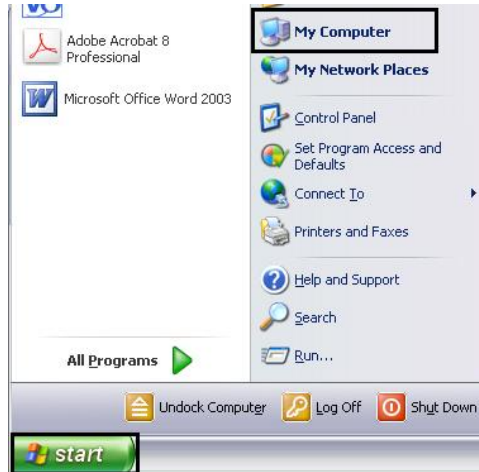 Adobe Acrobat 8
Professional
Microsoft Office Word 2003
All Programs
My Computer
My Network Places
Control Panel
Set Program Access and
Defaults
Connect To
Printers and Faxes
Help and Support
Search
Run...
Undock Computer
Log Off
Shut Down
start